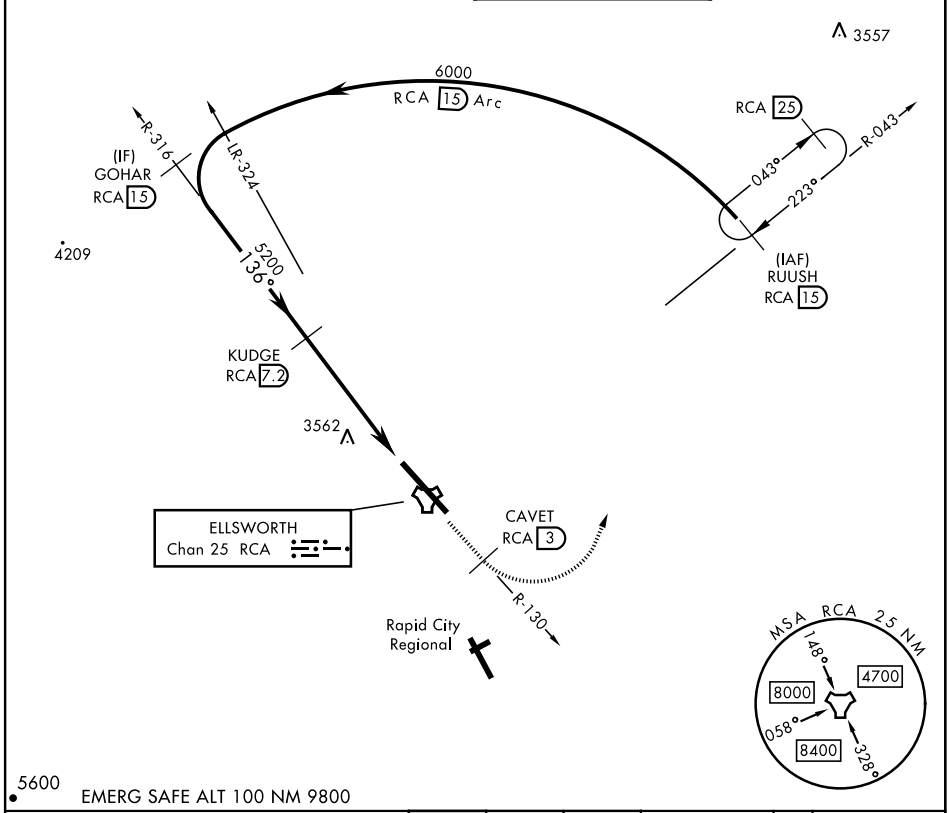 3557
6000
RCA 15 Arc
RCA 25
R-043
043°
223°
R-316
LR-324
(IF)
GOHAR
RCA 15
4209
5200
136°
(IAF)
RUUSH
RCA 15
KUDGE
RCA 7.2
3562
ELLSWORTH
Chan 25 RCA
CAVET
RCA 3
R-130
Rapid City
Regional
MSA RCA 25 NM
148°
4700
8000
058°
8400
328°
5600
EMERG SAFE ALT 100 NM 9800